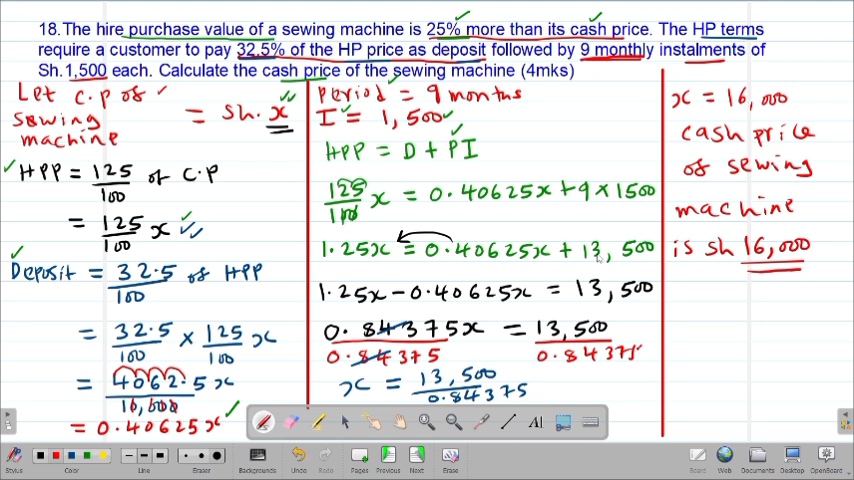 18.The hire purchase value of a sewing machine is 25% more than its cash price. The HP terms
require a customer to pay 32.5% of the HP price as deposit followed by 9 monthly instalments of
Sh.1,500 each. Calculate the cash price of the sewing machine (4mks)
Let C.P of
sewing
machine
= sh. x
HPP = 125/100 of C.P
= 125/100 x
Deposit = 32.5/100 of HPP
= 32.5/100 × 125/100 x
= 4062.5x/10,000
= 0.40625x
Period = 9 months
I = 1,500
HPP = D + PI
125/100 x = 0.40625x + 9 × 1500
1.25x = 0.40625x + 13,500
1.25x - 0.40625x = 13,500
0.84375x = 13,500
0.84375 0.84375
x = 13,500/0.84375
x = 16,000
cash price
of sewing
machine
is sh 16,000
Styles
Color
Line
Eraser
Backgrounds
Undo
Redo
Pages
Previous
Next
Erase
Board
Web
Documents
Desktop
OpenBoard